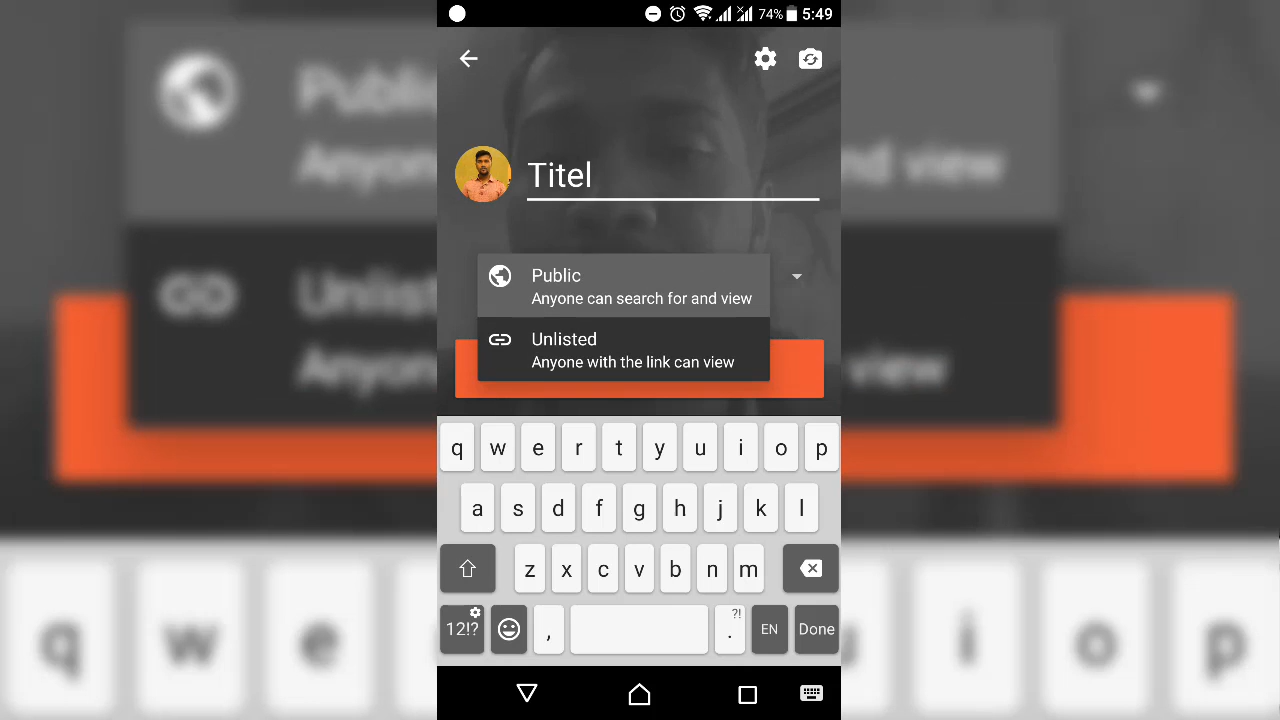 74% 5:49
Titel
Public
Anyone can search for and view
Unlisted
Anyone with the link can view
q w e r t y u i o p
a s d f g h j k l
z x c v b n m
12!? , ?! . EN Done